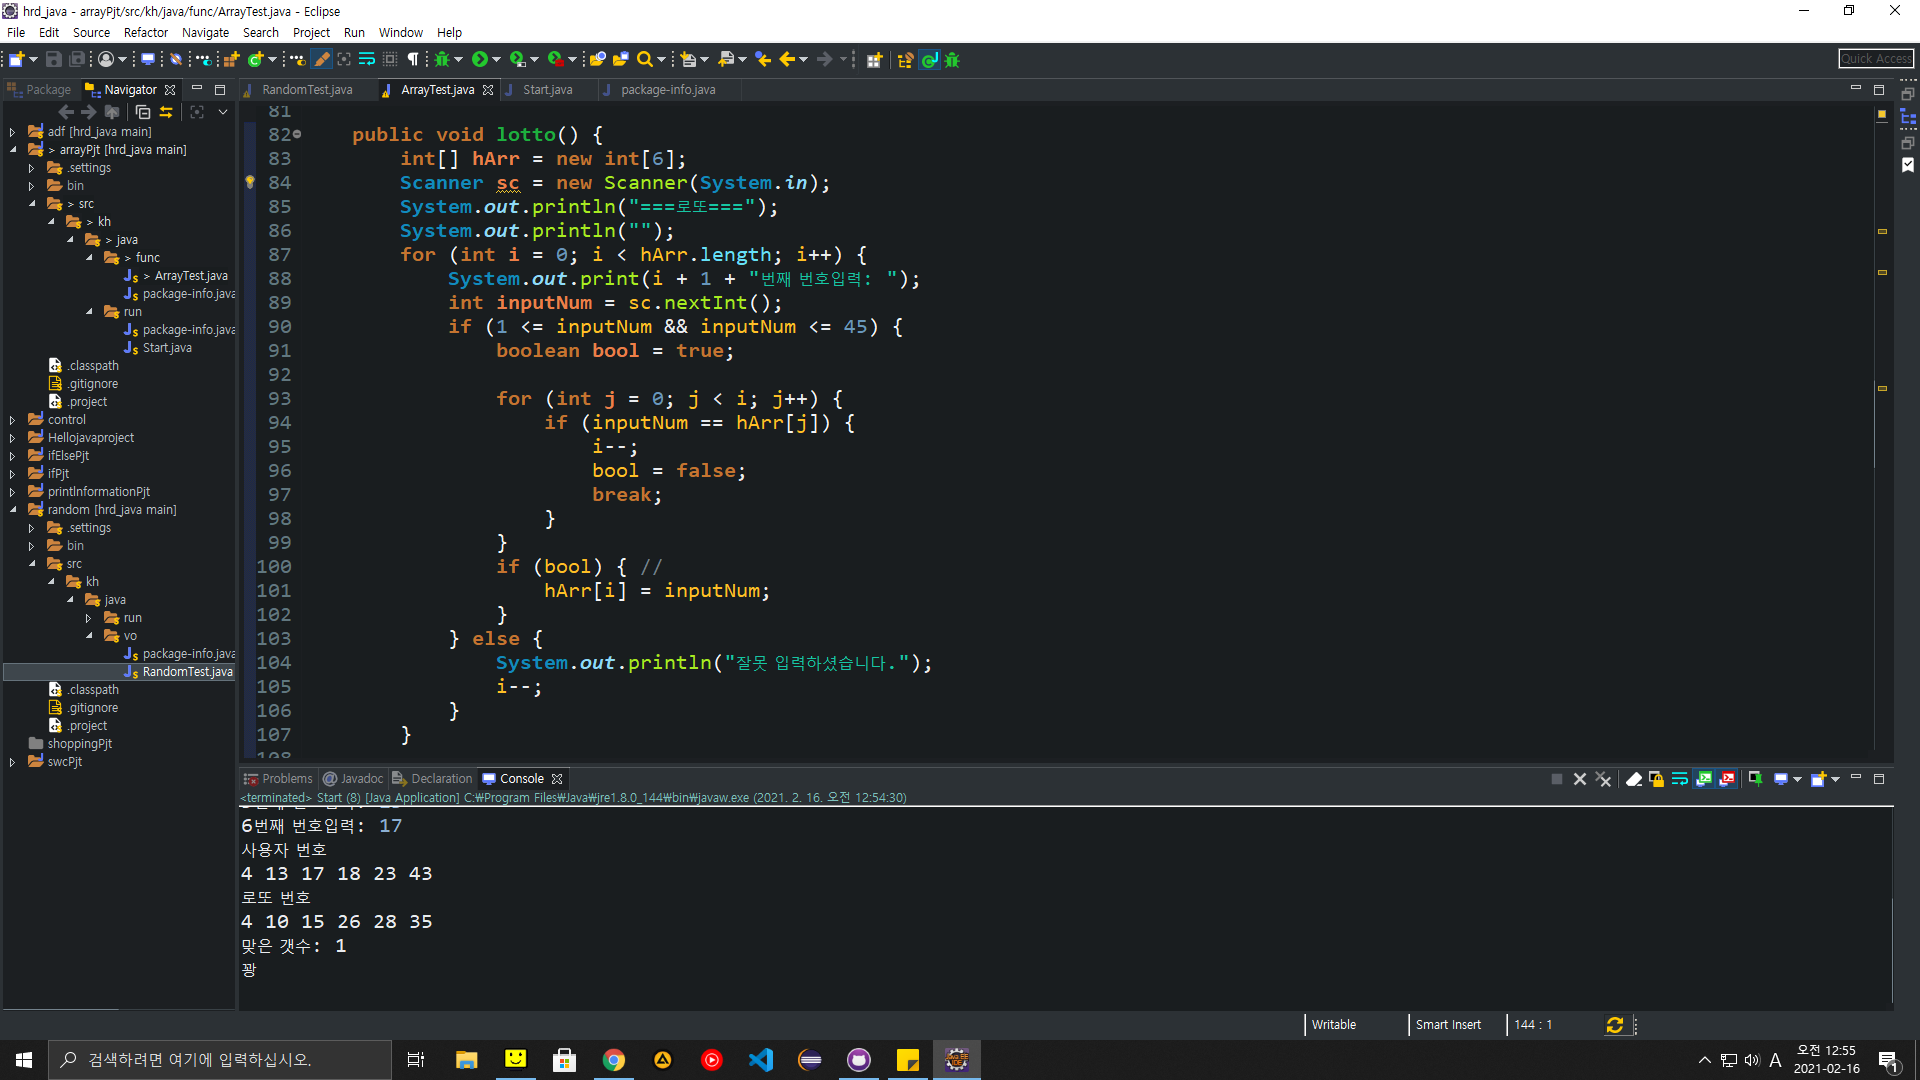 hrd_java - arrayPjt/src/kh/java/func/ArrayTest.java - Eclipse
File Edit Source Refactor Navigate Search Project Run Window Help
Quick Access
Package Navigator
RandomTest.java ArrayTest.java Start.java package-info.java
adf [hrd_java main]
> arrayPjt [hrd_java main]
.settings
bin
> src
> kh
> java
> func
> ArrayTest.java
package-info.java
run
package-info.java
Start.java
.classpath
.gitignore
.project
control
Hellojavaproject
ifElsePjt
ifPjt
printInformationPjt
random [hrd_java main]
.settings
bin
src
kh
java
run
vo
package-info.java
RandomTest.java
.classpath
.gitignore
.project
shoppingPjt
swcPjt
81
82 public void lotto() {
83 int[] hArr = new int[6];
84 Scanner sc = new Scanner(System.in);
85 System.out.println("===로또===");
86 System.out.println("");
87 for (int i = 0; i < hArr.length; i++) {
88 System.out.print(i + 1 + "번째 번호입력: ");
89 int inputNum = sc.nextInt();
90 if (1 <= inputNum && inputNum <= 45) {
91 boolean bool = true;
92
93 for (int j = 0; j < i; j++) {
94 if (inputNum == hArr[j]) {
95 i--;
96 bool = false;
97 break;
98 }
99 }
100 if (bool) { //
101 hArr[i] = inputNum;
102 }
103 } else {
104 System.out.println("잘못 입력하셨습니다.");
105 i--;
106 }
107 }
108
Problems @ Javadoc Declaration Console
<terminated> Start (8) [Java Application] C:₩Program Files₩Java₩jre1.8.0_144₩bin₩javaw.exe (2021. 2. 16. 오전 12:54:30)
6번째 번호입력: 17
사용자 번호
4 13 17 18 23 43
로또 번호
4 10 15 26 28 35
맞은 갯수: 1
꽝
Writable Smart Insert 144 : 1
검색하려면 여기에 입력하십시오.
A 오전 12:55
2021-02-16
1